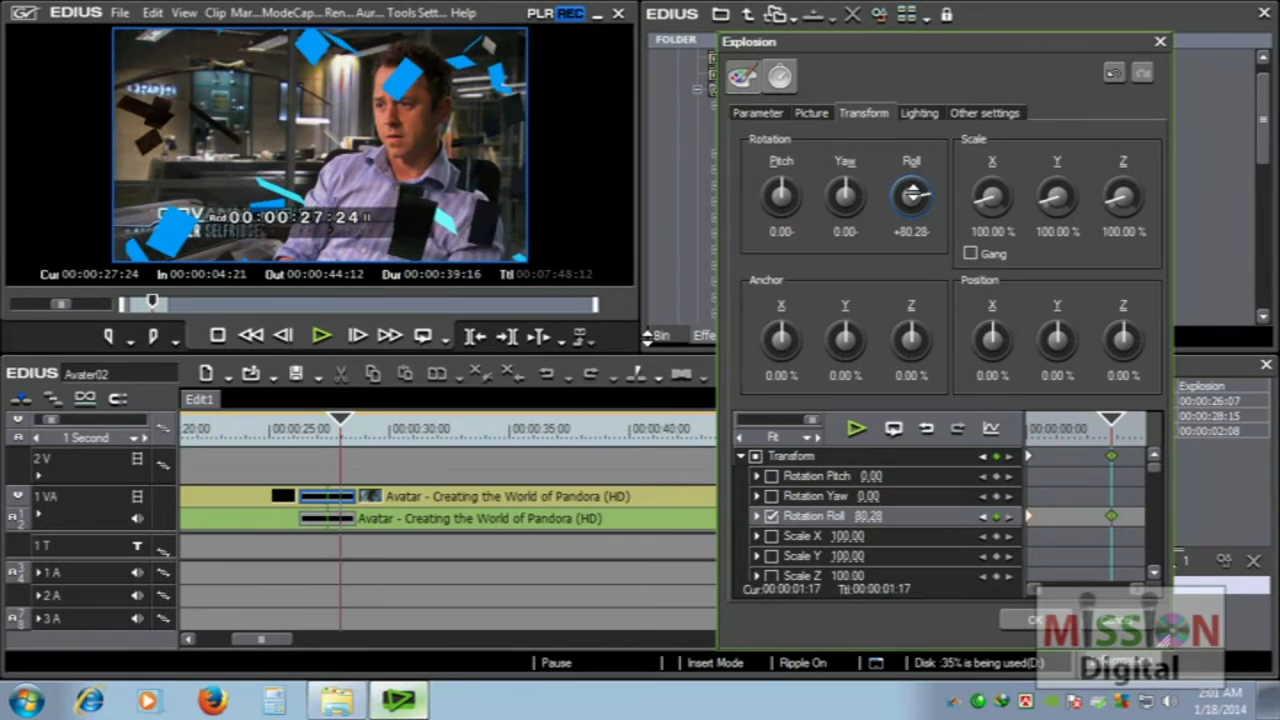 File Edit View Clip Mar... Mode Cap... Ren... Aur... Tools Sett... Help PLR REC
Rcd 00:00:27:24
SELFRIDGE
Cur 00:00:27:24 In 00:00:04:21 Out 00:00:44:12 Dur 00:00:39:16 Ttl 00:07:48:12
EDIUS
FOLDER
Bin Effe
Explosion
Parameter Picture Transform Lighting Other settings
Rotation
Pitch Yaw Roll
0.00 0.00 +80.28
Scale
X Y Z
100.00 % 100.00 % 100.00 %
Gang
Anchor
X Y Z
0.00 % 0.00 % 0.00 %
Position
X Y Z
0.00 % 0.00 % 0.00 %
Fit
00:00:00:00
Transform
Rotation Pitch 0.00
Rotation Yaw 0.00
Rotation Roll 80.28
Scale X 100.00
Scale Y 100.00
Scale Z 100.00
Cur:00:00:01:17 Ttl:00:00:01:17
OK
Explosion
00:00:26:07
00:00:28:15
00:00:02:08
1
EDIUS Avater02
Edit1
1 Second
:20:00 00:00:25:00 00:00:30:00 00:00:35:00 00:00:40:00
2 V
1 VA
Avatar - Creating the World of Pandora (HD)
Avatar - Creating the World of Pandora (HD)
1 T T
1 A
2 A
3 A
Pause Insert Mode Ripple On Disk :35% is being used(D:)
MISSION
Digital
2:01 AM
1/18/2014